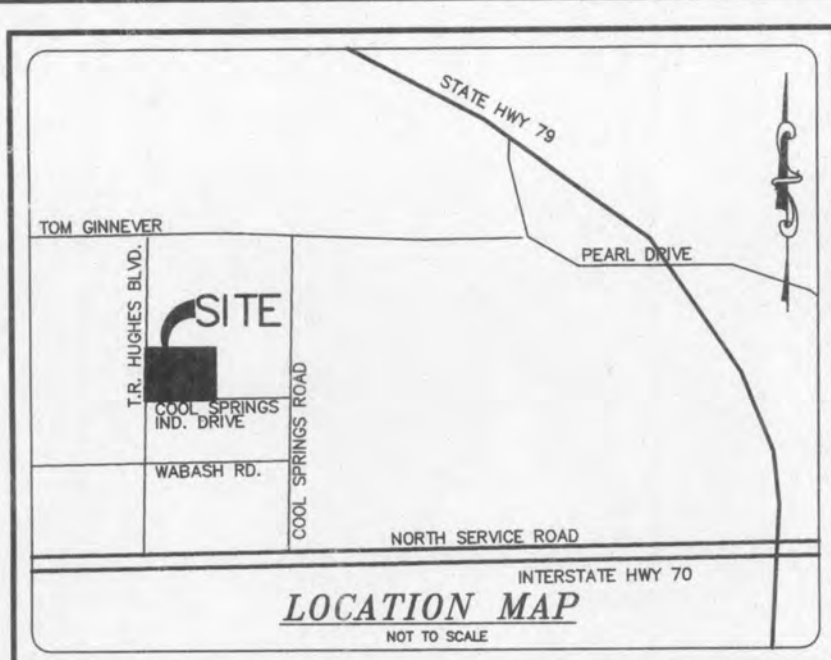 STATE HWY 79
TOM GINNEVER
PEARL DRIVE
T.R. HUGHES BLVD.
SITE
COOL SPRINGS
IND. DRIVE
COOL SPRINGS ROAD
WABASH RD.
NORTH SERVICE ROAD
INTERSTATE HWY 70
LOCATION MAP
NOT TO SCALE